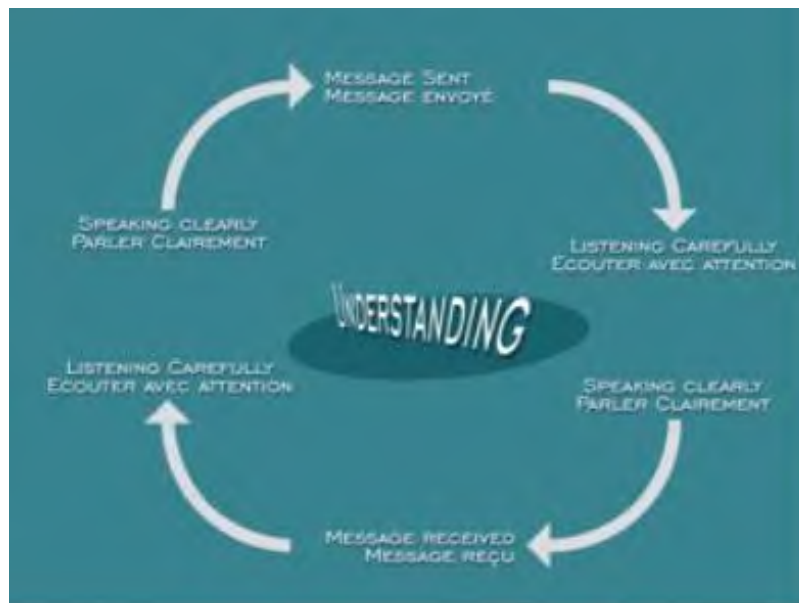 Message Sent
Message envoyé
Speaking clearly
Parler Clairement
Listening Carefully
Ecouter avec attention
Understanding
Listening Carefully
Ecouter avec attention
Speaking clearly
Parler Clairement
Message received
Message reçu